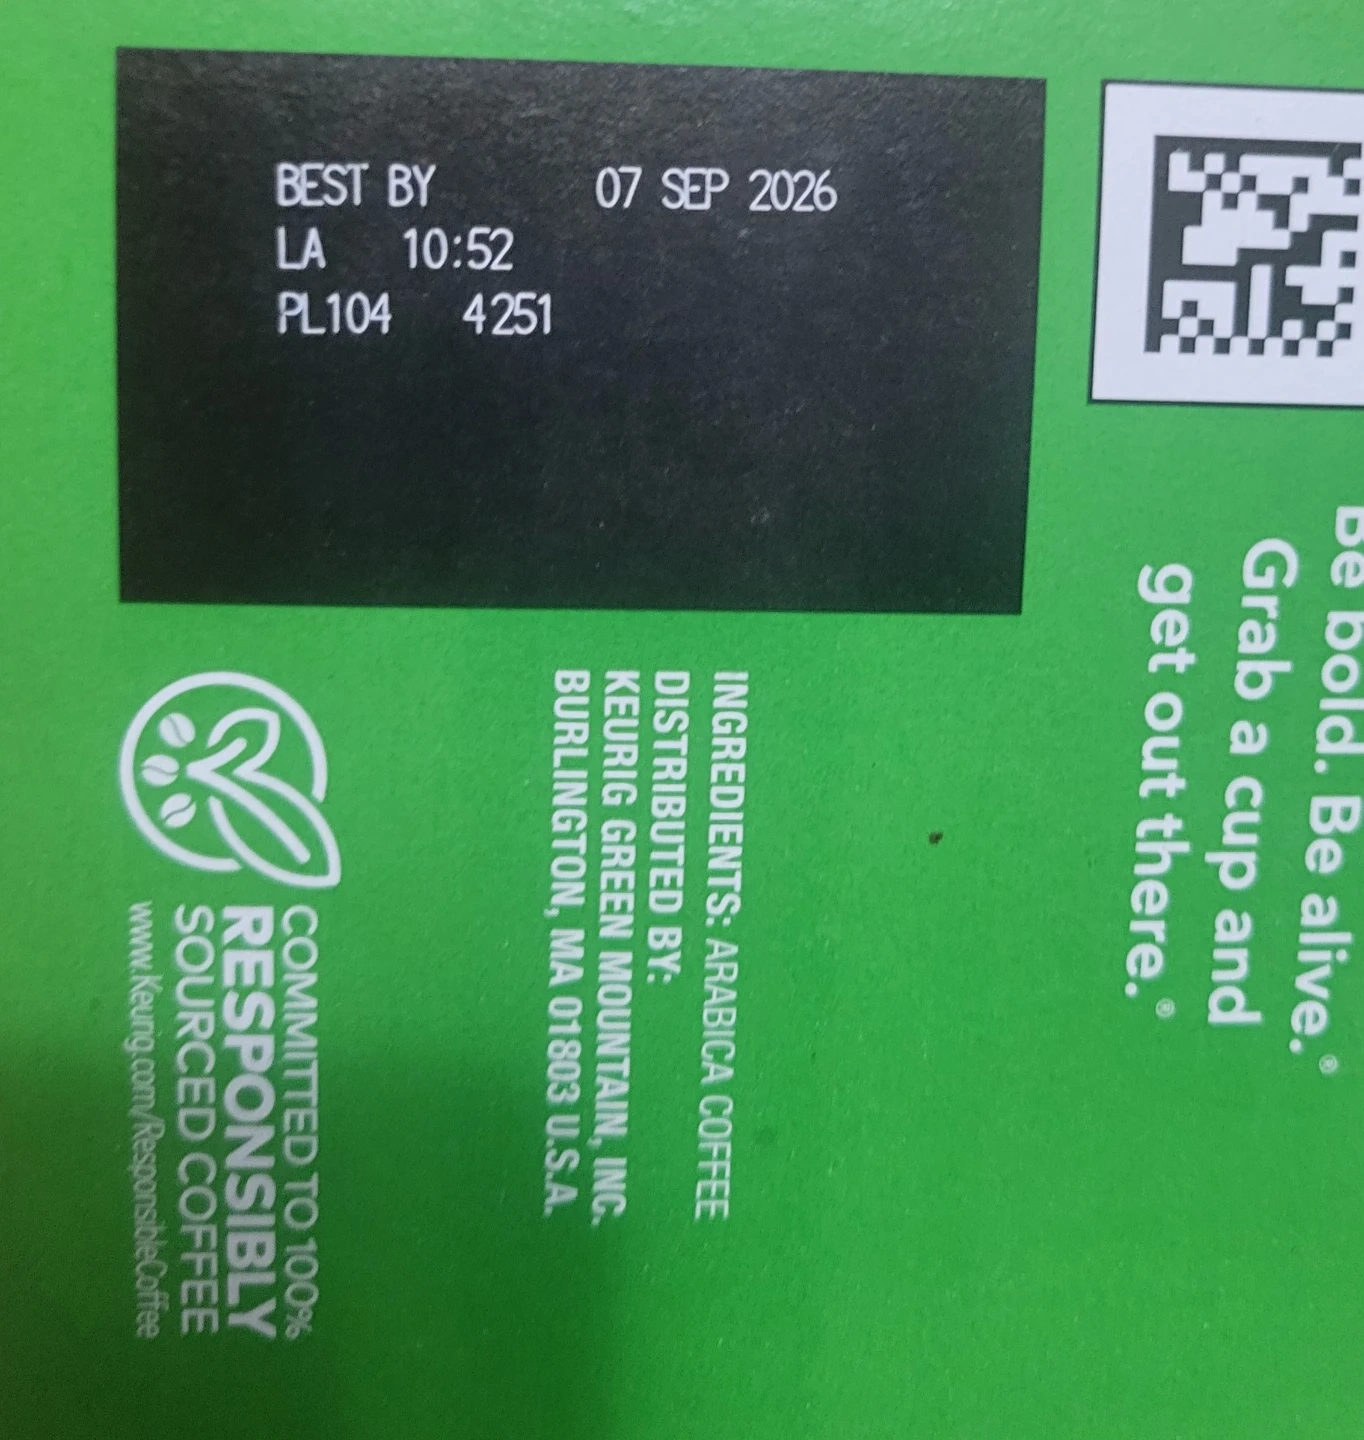 BEST BY 07 SEP 2026
LA 10:52
PL104 4251
Be bold. Be alive.®
Grab a cup and
get out there.®
INGREDIENTS: ARABICA COFFEE
DISTRIBUTED BY:
KEURIG GREEN MOUNTAIN, INC.
BURLINGTON, MA 01803 U.S.A.
COMMITTED TO 100%
RESPONSIBLY
SOURCED COFFEE
www.Keurig.com/ResponsibleCoffee